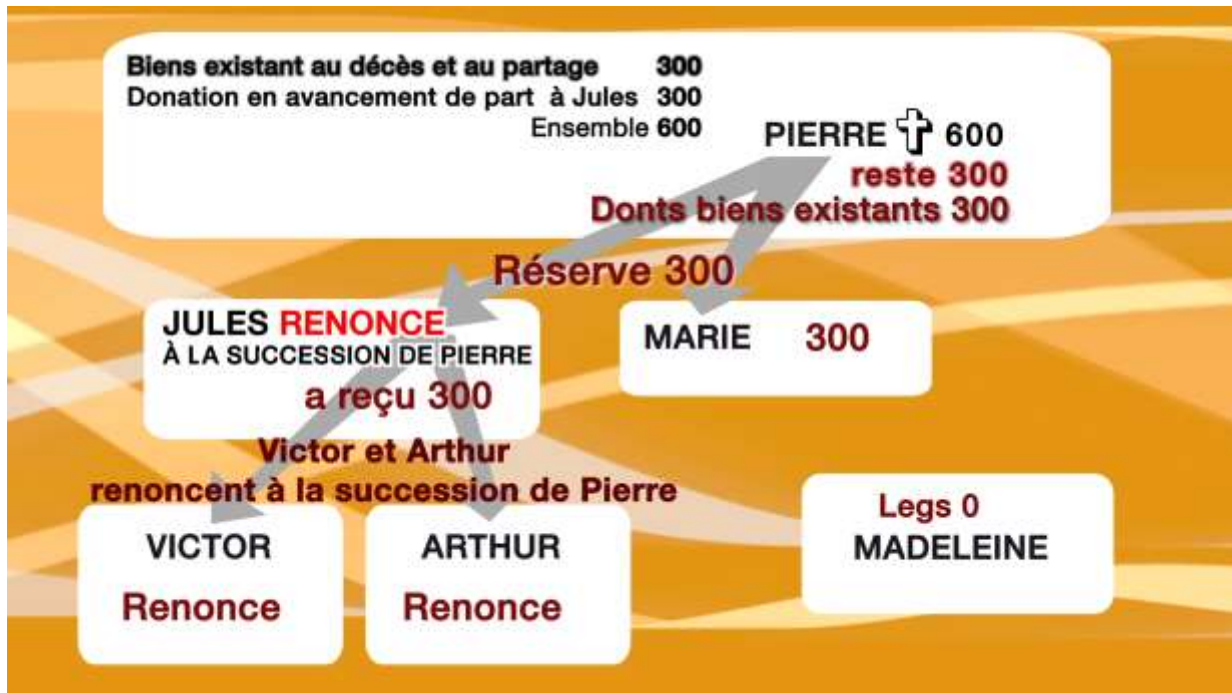 Biens existant au décès et au partage 300
Donation en avancement de part à Jules 300
Ensemble 600
PIERRE ✝ 600
reste 300
Donts biens existants 300
Réserve 300
JULES RENONCE
À LA SUCCESSION DE PIERRE
a reçu 300
MARIE 300
Victor et Arthur
renoncent à la succession de Pierre
VICTOR
Renonce
ARTHUR
Renonce
Legs 0
MADELEINE